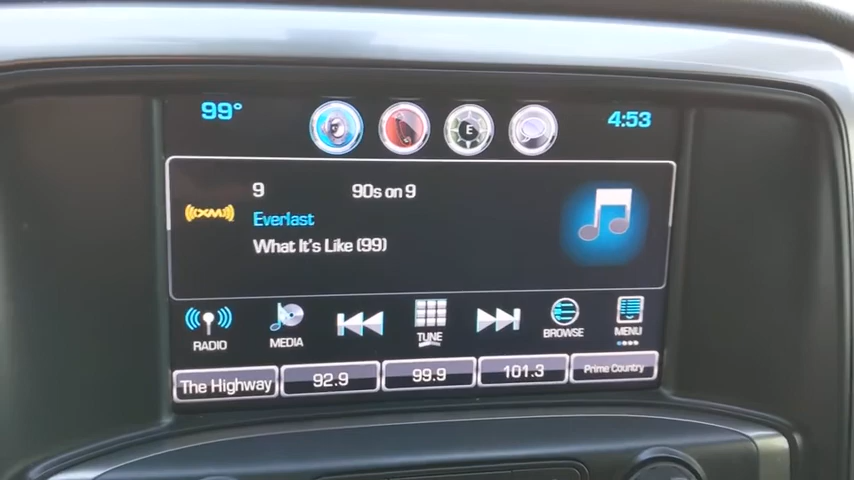 99°
E
4:53
9 90s on 9
(((XM)))
Everlast
What It's Like (99)
RADIO
MEDIA
TUNE
BROWSE
MENU
The Highway
92.9
99.9
101.3
Prime Country